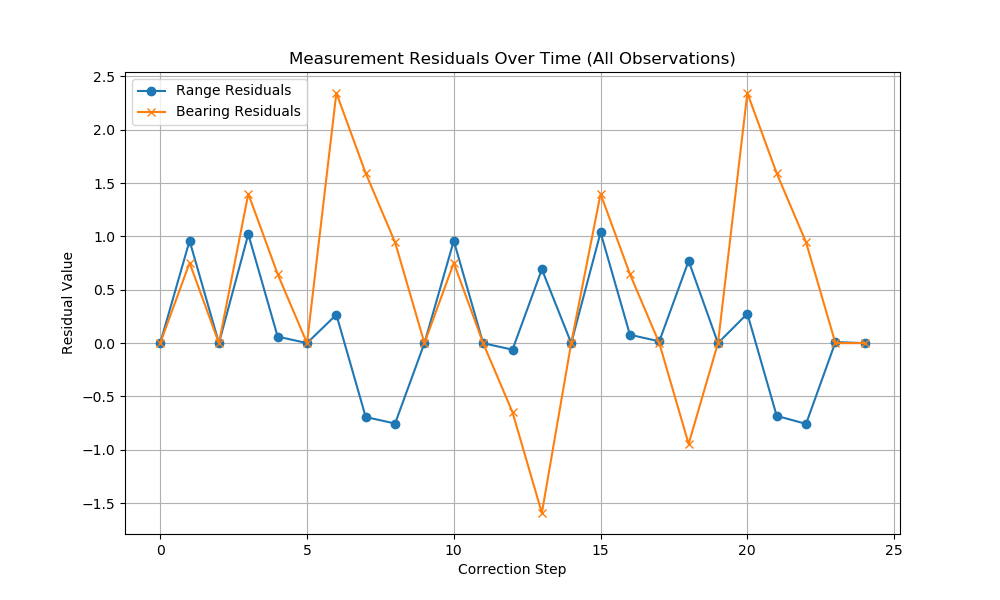 Measurement Residuals Over Time (All Observations)
Range Residuals
Bearing Residuals
2.5
2.0
1.5
1.0
0.5
0.0
−0.5
−1.0
−1.5
Residual Value
0 5 10 15 20 25
Correction Step